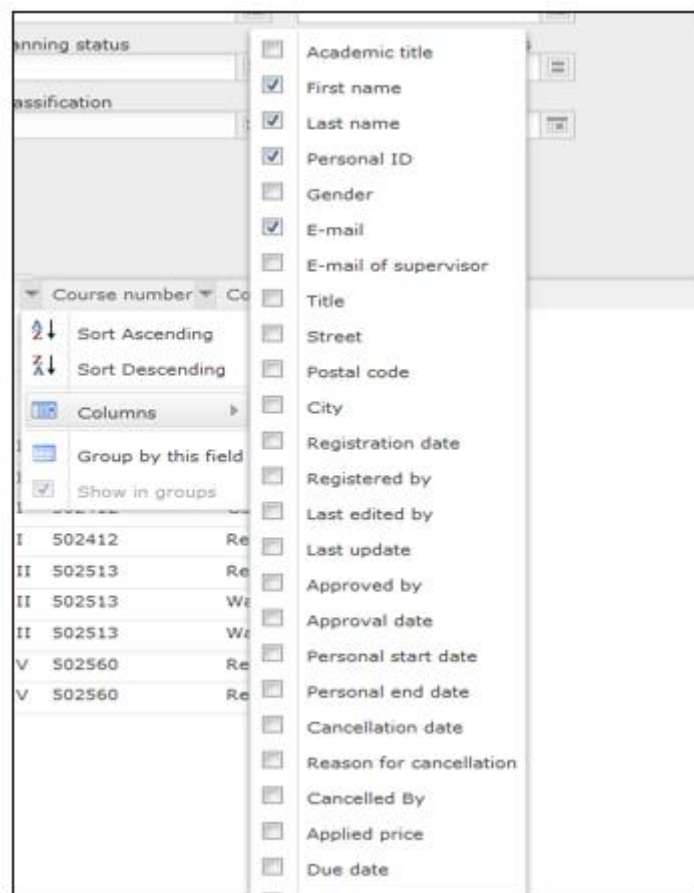 anning status
assification
Academic title
First name
Last name
Personal ID
Gender
E-mail
E-mail of supervisor
Title
Street
Postal code
City
Registration date
Registered by
Last edited by
Last update
Approved by
Approval date
Personal start date
Personal end date
Cancellation date
Reason for cancellation
Cancelled By
Applied price
Due date
Course number Co
Sort Ascending
Sort Descending
Columns
Group by this field
Show in groups
I 502412 Re
II 502513 Re
II 502513 Wa
II 502513 Wa
V 502560 Re
V 502560 Re